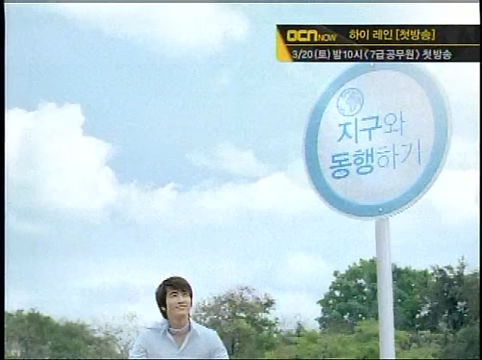 OCN NOW 하이 레인 [첫방송]
3/20(토) 밤10시 <7급 공무원> 첫방송
지구와
동행하기